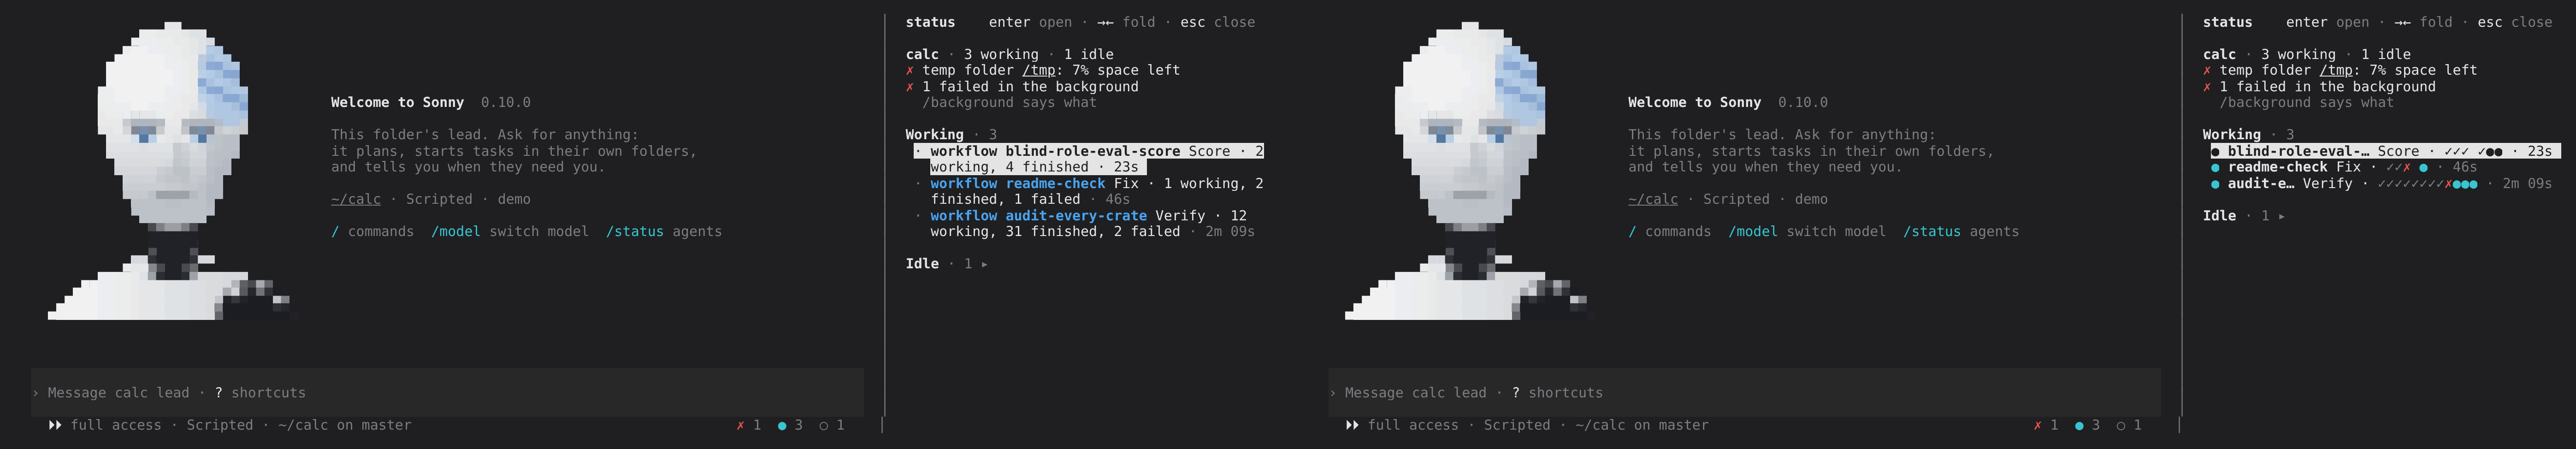 status    enter open · →← fold · esc close
calc · 3 working · 1 idle
✗ temp folder /tmp: 7% space left
✗ 1 failed in the background
/background says what
Welcome to Sonny  0.10.0
This folder's lead. Ask for anything:
it plans, starts tasks in their own folders,
and tells you when they need you.
~/calc · Scripted · demo
/ commands  /model switch model  /status agents
Working · 3
· workflow blind-role-eval-score Score · 2
working, 4 finished · 23s
· workflow readme-check Fix · 1 working, 2
finished, 1 failed · 46s
· workflow audit-every-crate Verify · 12
working, 31 finished, 2 failed · 2m 09s
Idle · 1 ▸
› Message calc lead · ? shortcuts
⏵⏵ full access · Scripted · ~/calc on master
✗ 1  ● 3  ○ 1
status    enter open · →← fold · esc close
calc · 3 working · 1 idle
✗ temp folder /tmp: 7% space left
✗ 1 failed in the background
/background says what
Welcome to Sonny  0.10.0
This folder's lead. Ask for anything:
it plans, starts tasks in their own folders,
and tells you when they need you.
~/calc · Scripted · demo
/ commands  /model switch model  /status agents
Working · 3
● blind-role-eval-… Score · ✓✓✓ ✓●● · 23s
● readme-check Fix · ✓✓✗ ● · 46s
● audit-e… Verify · ✓✓✓✓✓✓✓✓✗●●● · 2m 09s
Idle · 1 ▸
› Message calc lead · ? shortcuts
⏵⏵ full access · Scripted · ~/calc on master
✗ 1  ● 3  ○ 1